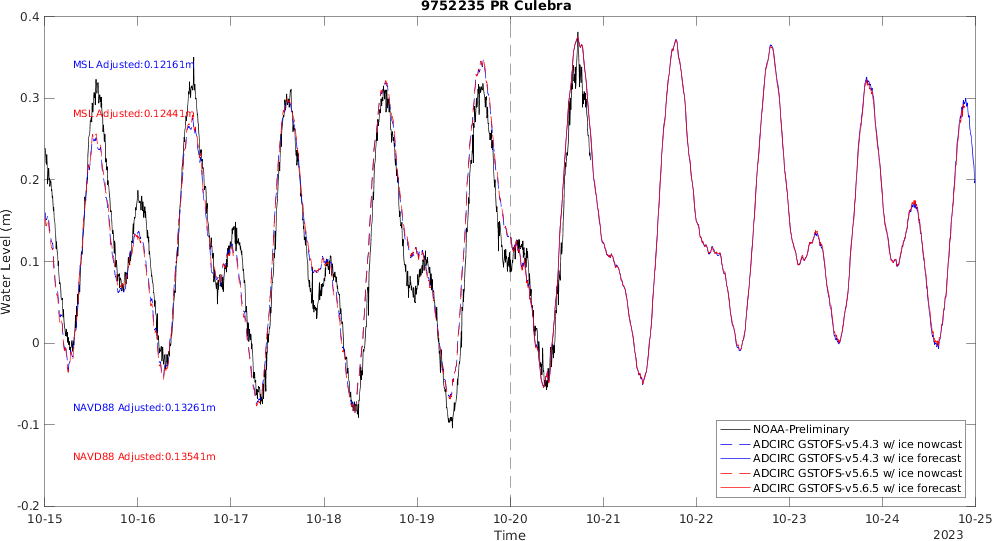 9752235 PR Culebra
0.4
0.3
0.2
0.1
0
-0.1
-0.2
Water Level (m)
MSL Adjusted:0.12161m
MSL Adjusted:0.12441m
NAVD88 Adjusted:0.13261m
NAVD88 Adjusted:0.13541m
NOAA-Preliminary
ADCIRC GSTOFS-v5.4.3 w/ ice nowcast
ADCIRC GSTOFS-v5.4.3 w/ ice forecast
ADCIRC GSTOFS-v5.6.5 w/ ice nowcast
ADCIRC GSTOFS-v5.6.5 w/ ice forecast
10-15 10-16 10-17 10-18 10-19 10-20 10-21 10-22 10-23 10-24 10-25
Time
2023